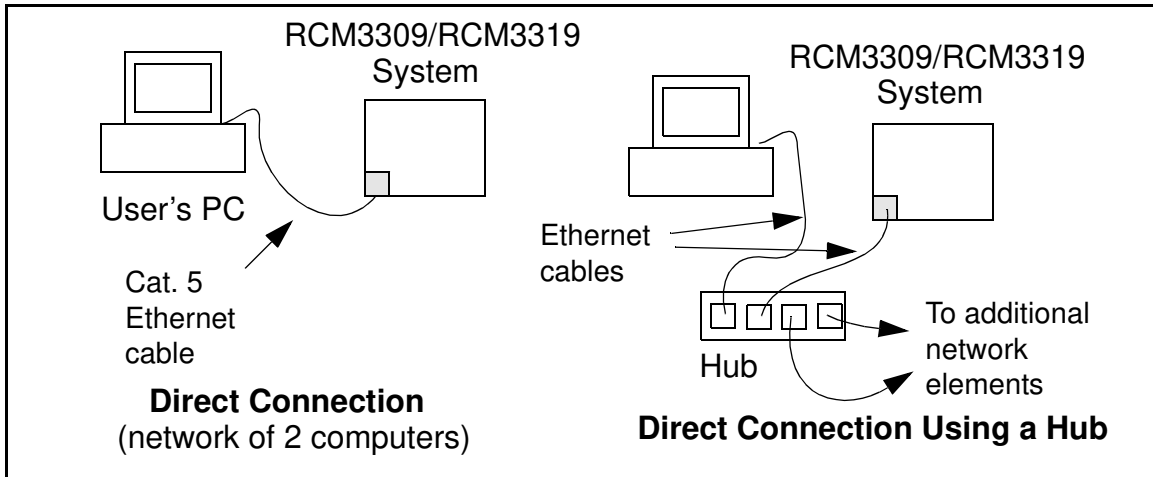 RCM3309/RCM3319
System
User's PC
Cat. 5
Ethernet
cable
Direct Connection
(network of 2 computers)
RCM3309/RCM3319
System
Ethernet
cables
Hub
To additional
network
elements
Direct Connection Using a Hub